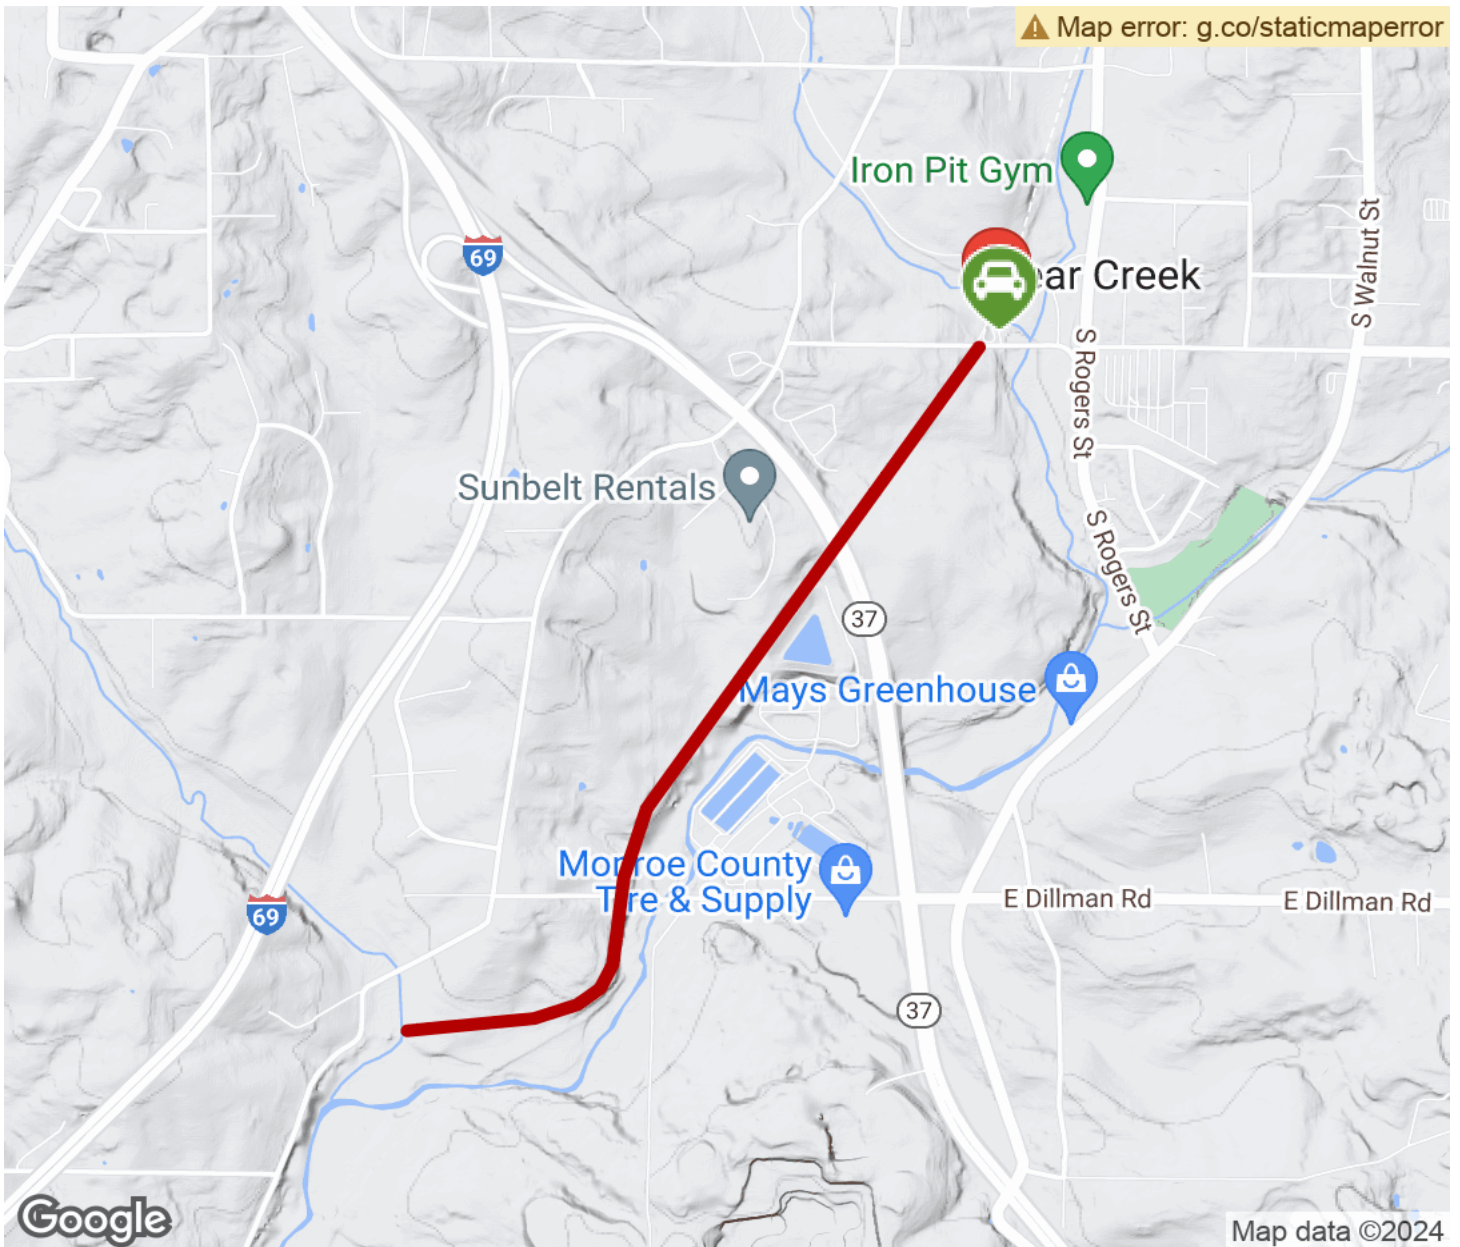 Map error: g.co/staticmaperror
Iron Pit Gym
ear Creek
69
S Walnut St
S Rogers St
Sunbelt Rentals
S Rogers St
37
Mays Greenhouse
Monroe County
Tire & Supply
E Dillman Rd
E Dillman Rd
69
37
Google
Map data ©2024